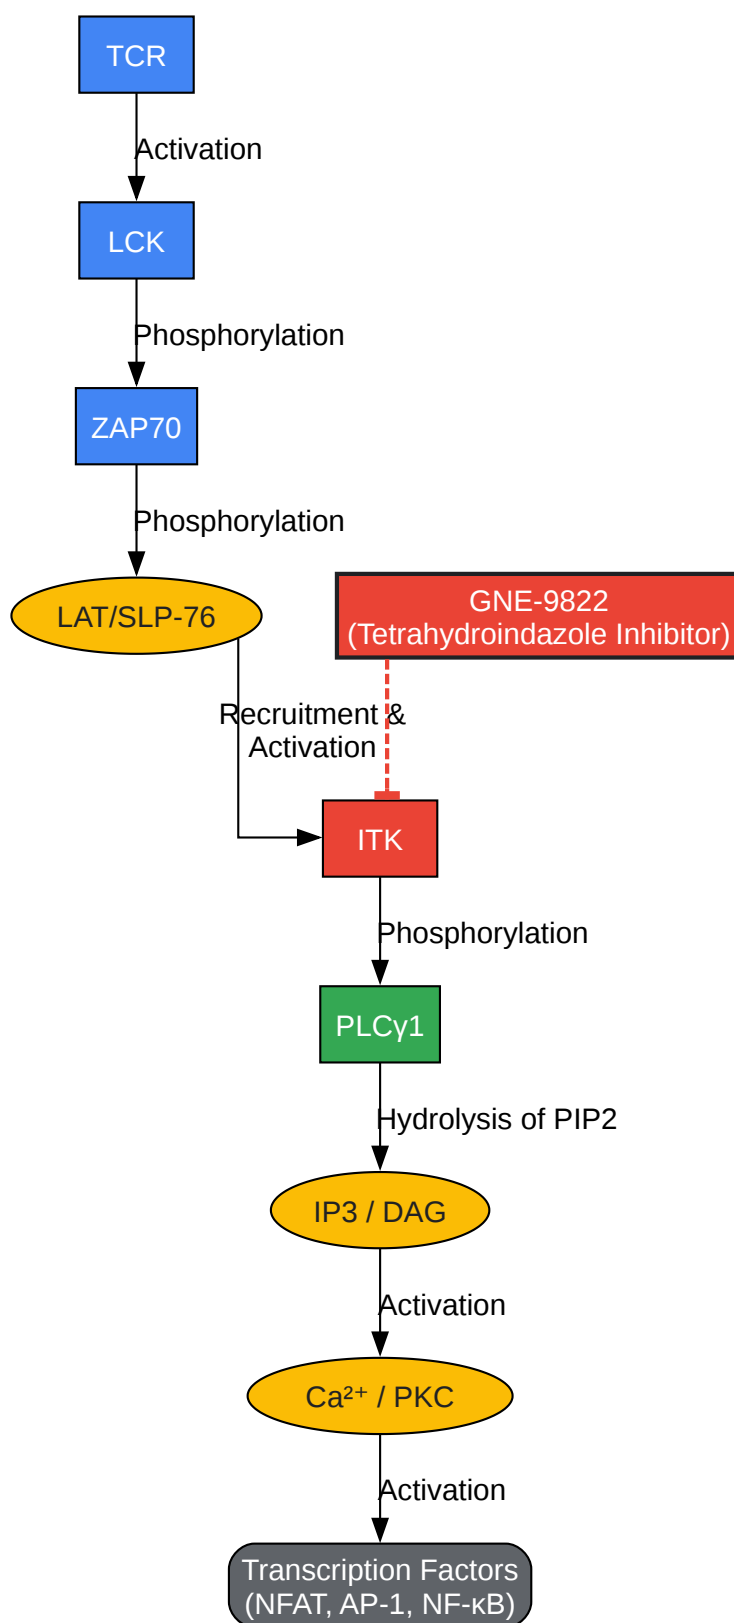 TCR
Activation
LCK
Phosphorylation
ZAP70
Phosphorylation
LAT/SLP-76
GNE-9822
(Tetrahydroindazole Inhibitor)
Recruitment &
Activation
ITK
Phosphorylation
PLCγ1
Hydrolysis of PIP2
IP3 / DAG
Activation
Ca²⁺ / PKC
Activation
Transcription Factors
(NFAT, AP-1, NF-κB)